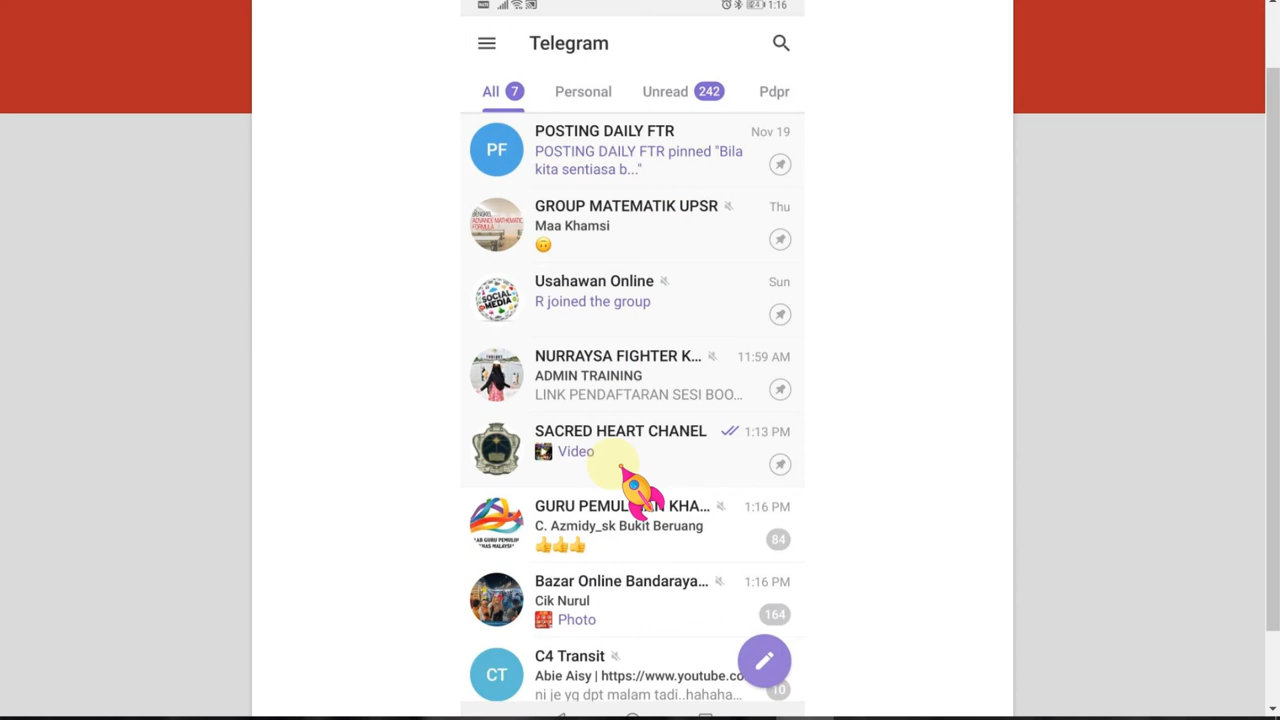 1:16
Telegram
All 7 Personal Unread 242 Pdpr
PF
POSTING DAILY FTR Nov 19
POSTING DAILY FTR pinned "Bila
kita sentiasa b..."
GROUP MATEMATIK UPSR Thu
Maa Khamsi
Usahawan Online Sun
SOCIAL
MEDIA
R joined the group
NURRAYSA FIGHTER K... 11:59 AM
ADMIN TRAINING
LINK PENDAFTARAN SESI BOO...
SACRED HEART CHANEL 1:13 PM
Video
KHA... 1:16 PM
C. Azmidy_sk Bukit Beruang
84
Bazar Online Bandaraya... 1:16 PM
Cik Nurul
Photo 164
CT
C4 Transit
Abie Aisy | https://www.youtube.co
ni je yg dpt malam tadi..hahaha... 10